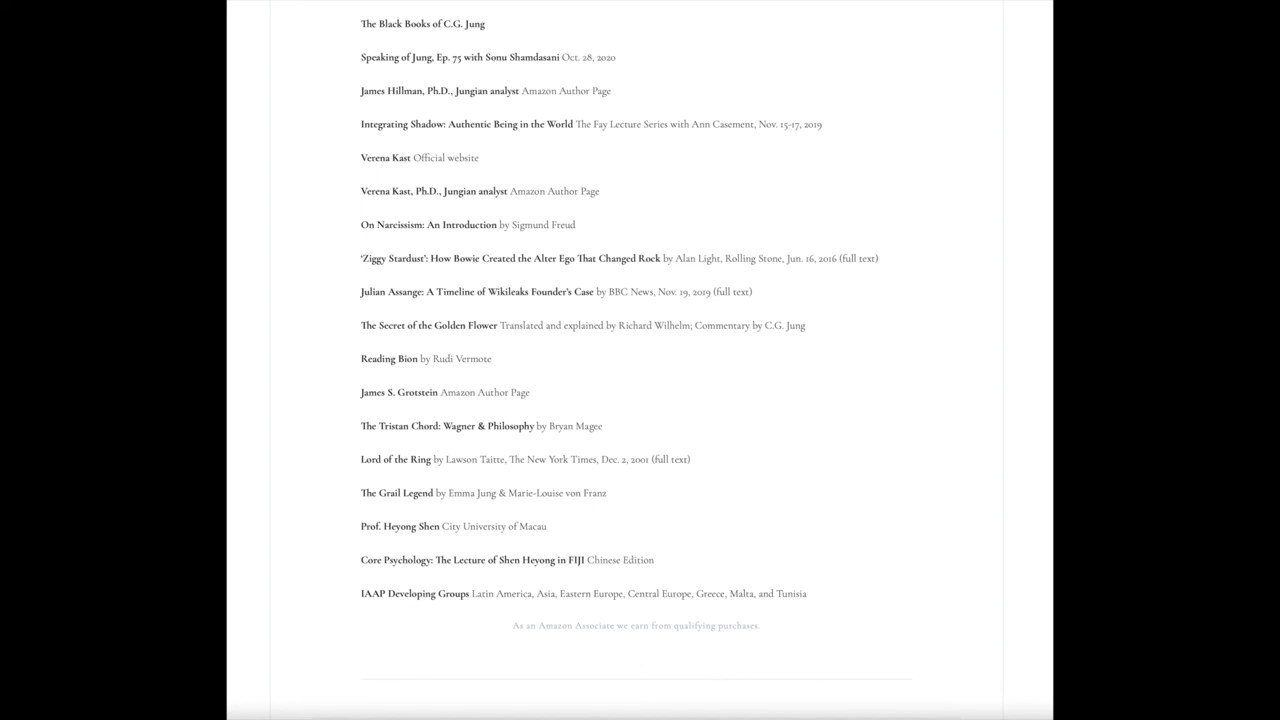 The Black Books of C.G. Jung
Speaking of Jung, Ep. 75 with Sonu Shamdasani Oct. 28, 2020
James Hillman, Ph.D., Jungian analyst Amazon Author Page
Integrating Shadow: Authentic Being in the World The Fay Lecture Series with Ann Casement, Nov. 15-17, 2019
Verena Kast Official website
Verena Kast, Ph.D., Jungian analyst Amazon Author Page
On Narcissism: An Introduction by Sigmund Freud
‘Ziggy Stardust’: How Bowie Created the Alter Ego That Changed Rock by Alan Light, Rolling Stone, Jun. 16, 2016 (full text)
Julian Assange: A Timeline of Wikileaks Founder’s Case by BBC News, Nov. 19, 2019 (full text)
The Secret of the Golden Flower Translated and explained by Richard Wilhelm; Commentary by C.G. Jung
Reading Bion by Rudi Vermote
James S. Grotstein Amazon Author Page
The Tristan Chord: Wagner & Philosophy by Bryan Magee
Lord of the Ring by Lawson Taitte, The New York Times, Dec. 2, 2001 (full text)
The Grail Legend by Emma Jung & Marie-Louise von Franz
Prof. Heyong Shen City University of Macau
Core Psychology: The Lecture of Shen Heyong in FIJI Chinese Edition
IAAP Developing Groups Latin America, Asia, Eastern Europe, Central Europe, Greece, Malta, and Tunisia
As an Amazon Associate we earn from qualifying purchases.